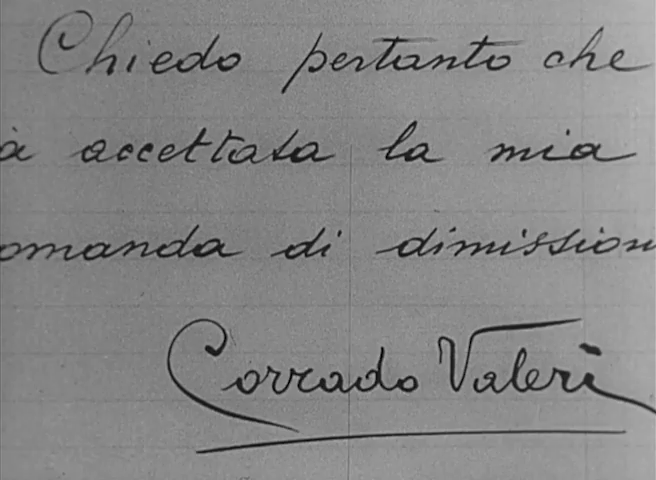 Chiedo pertanto che
à accettata la mia
omanda di dimission
Corrado Valeri